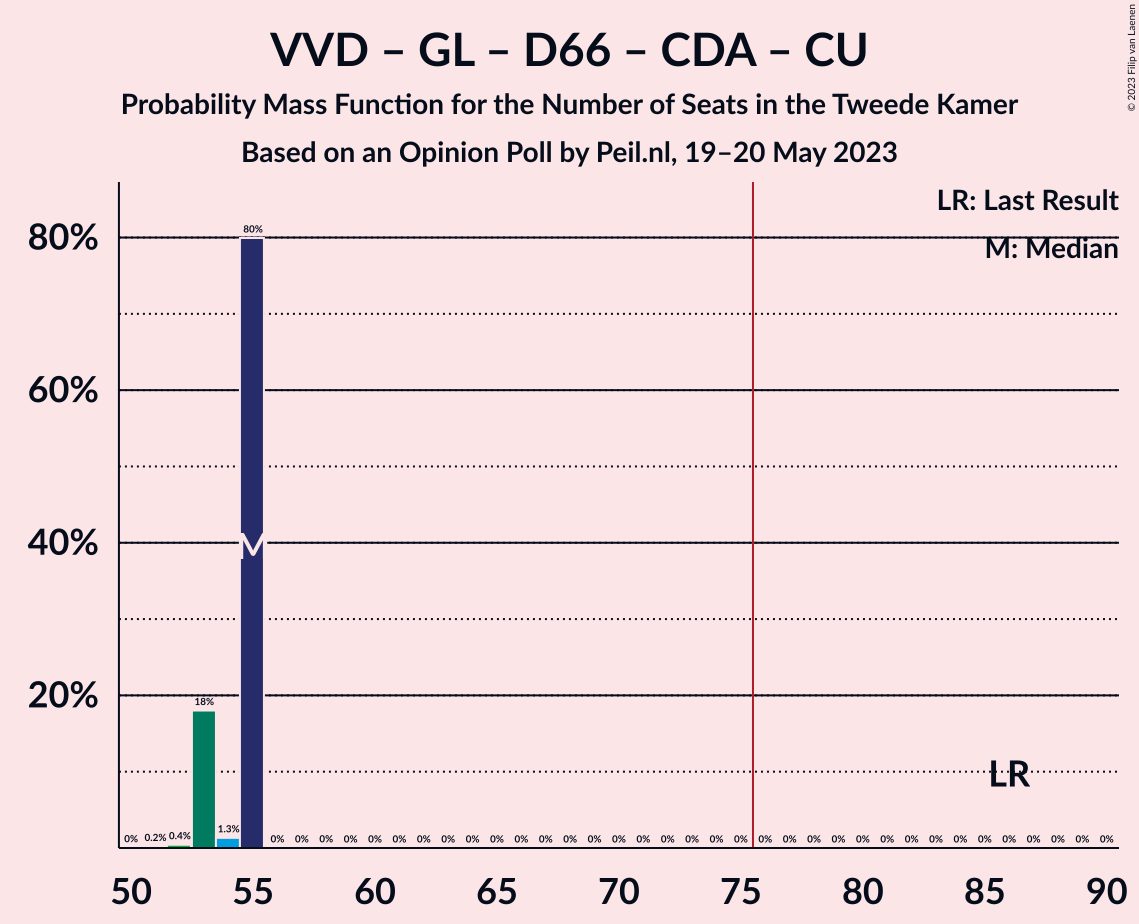 VVD – GL – D66 – CDA – CU
Probability Mass Function for the Number of Seats in the Tweede Kamer
Based on an Opinion Poll by Peil.nl, 19–20 May 2023
© 2023 Filip van Laenen
LR: Last Result
M: Median
80%
60%
40%
20%
0% 0.2% 0.4% 18% 1.3% 80% 0% 0% 0% 0% 0% 0% 0% 0% 0% 0% 0% 0% 0% 0% 0% 0% 0% 0% 0% 0% 0% 0% 0% 0% 0% 0% 0% 0% 0% 0% 0% 0% 0% 0% 0%
M
LR
50 55 60 65 70 75 80 85 90